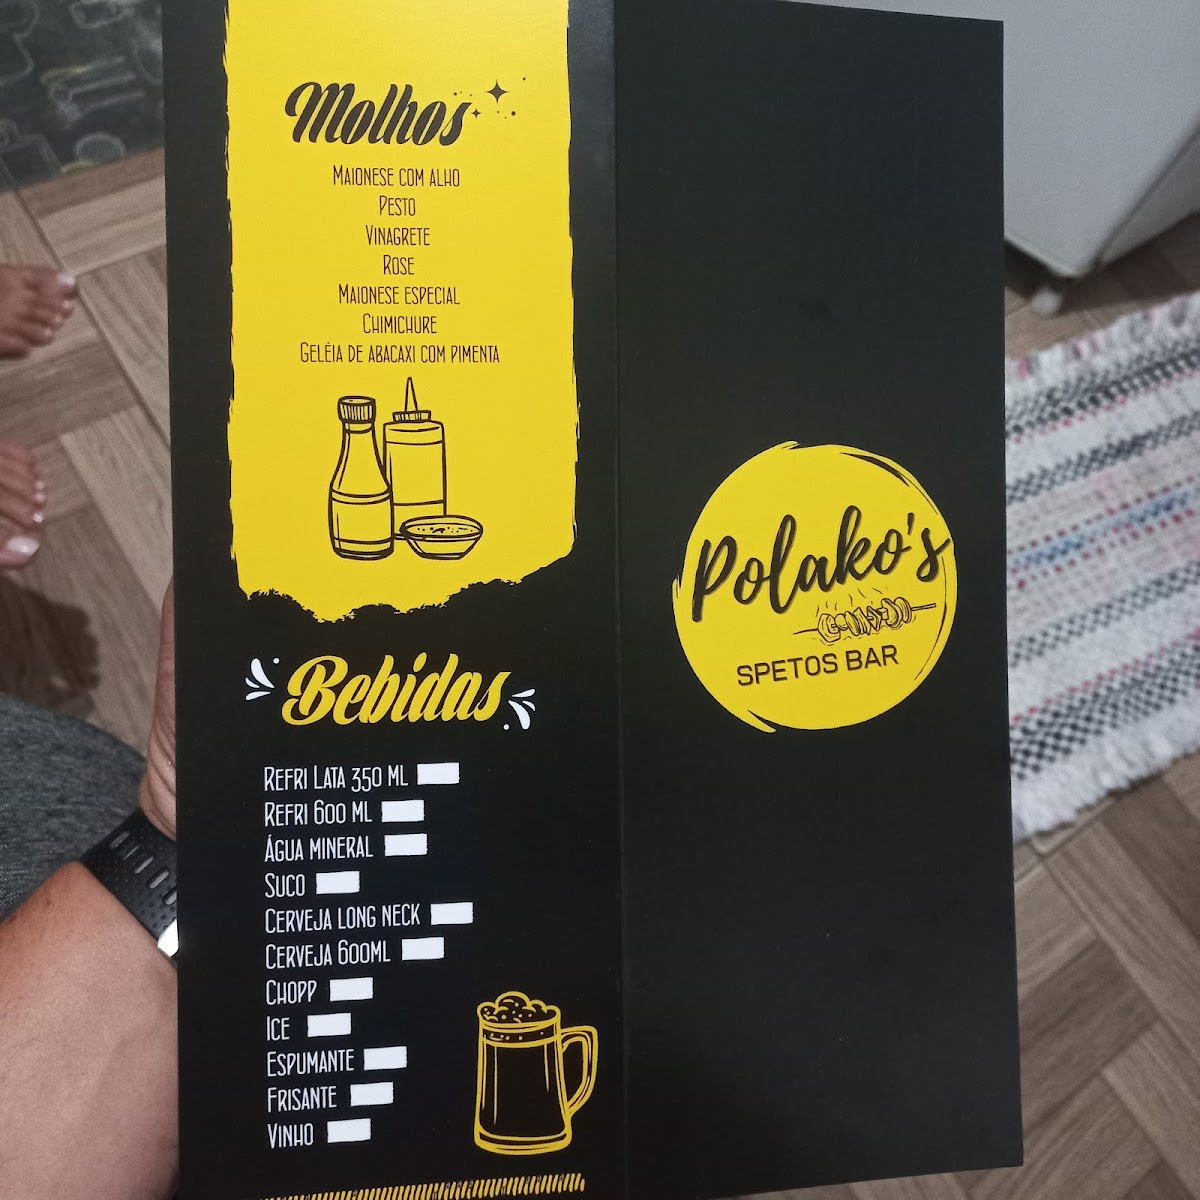 Molhos
Maionese com alho
Pesto
Vinagrete
Rose
Maionese especial
Chimichure
Geléia de abacaxi com pimenta
Bebidas
Refri Lata 350 ml
Refri 600 ml
Água mineral
Suco
Cerveja long neck
Cerveja 600ml
Chopp
Ice
Espumante
Frisante
Vinho
Polako's
SPETOS BAR